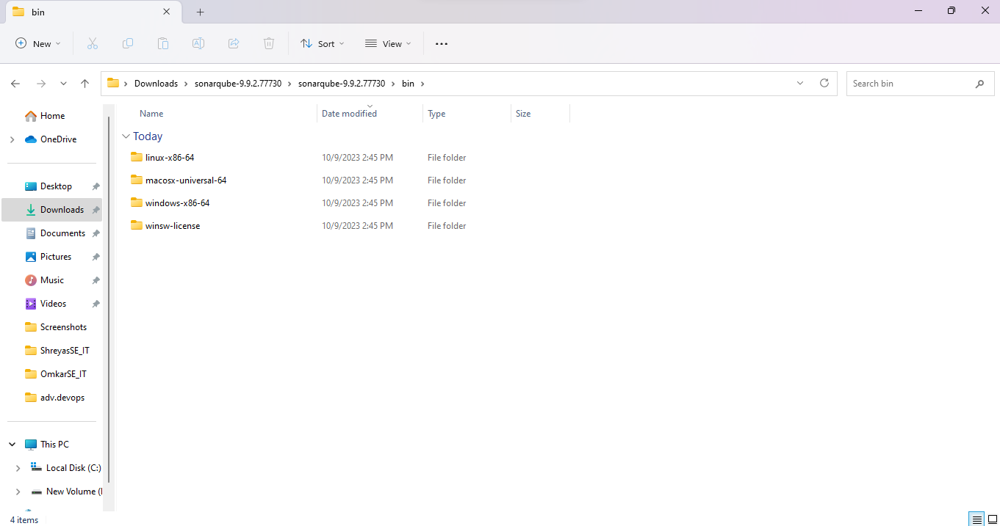 bin
New
Sort
View
Downloads
sonarqube-9.9.2.77730
sonarqube-9.9.2.77730
bin
Search bin
Home
OneDrive
Desktop
Downloads
Documents
Pictures
Music
Videos
Screenshots
ShreyasSE_IT
OmkarSE_IT
adv.devops
This PC
Local Disk (C:)
New Volume (
Name
Date modified
Type
Size
Today
linux-x86-64 10/9/2023 2:45 PM File folder
macosx-universal-64 10/9/2023 2:45 PM File folder
windows-x86-64 10/9/2023 2:45 PM File folder
winsw-license 10/9/2023 2:45 PM File folder
4 items